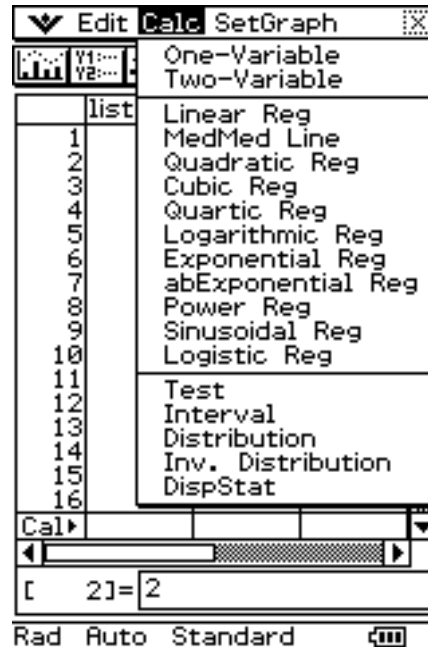 Edit Calc SetGraph
Y1:···
Y2:···
One-Variable
Two-Variable
list
Linear Reg
MedMed Line
Quadratic Reg
Cubic Reg
Quartic Reg
Logarithmic Reg
Exponential Reg
abExponential Reg
Power Reg
Sinusoidal Reg
Logistic Reg
Test
Interval
Distribution
Inv. Distribution
DispStat
1
2
3
4
5
6
7
8
9
10
11
12
13
14
15
16
Cal▸
[ 2]= 2
Rad Auto Standard